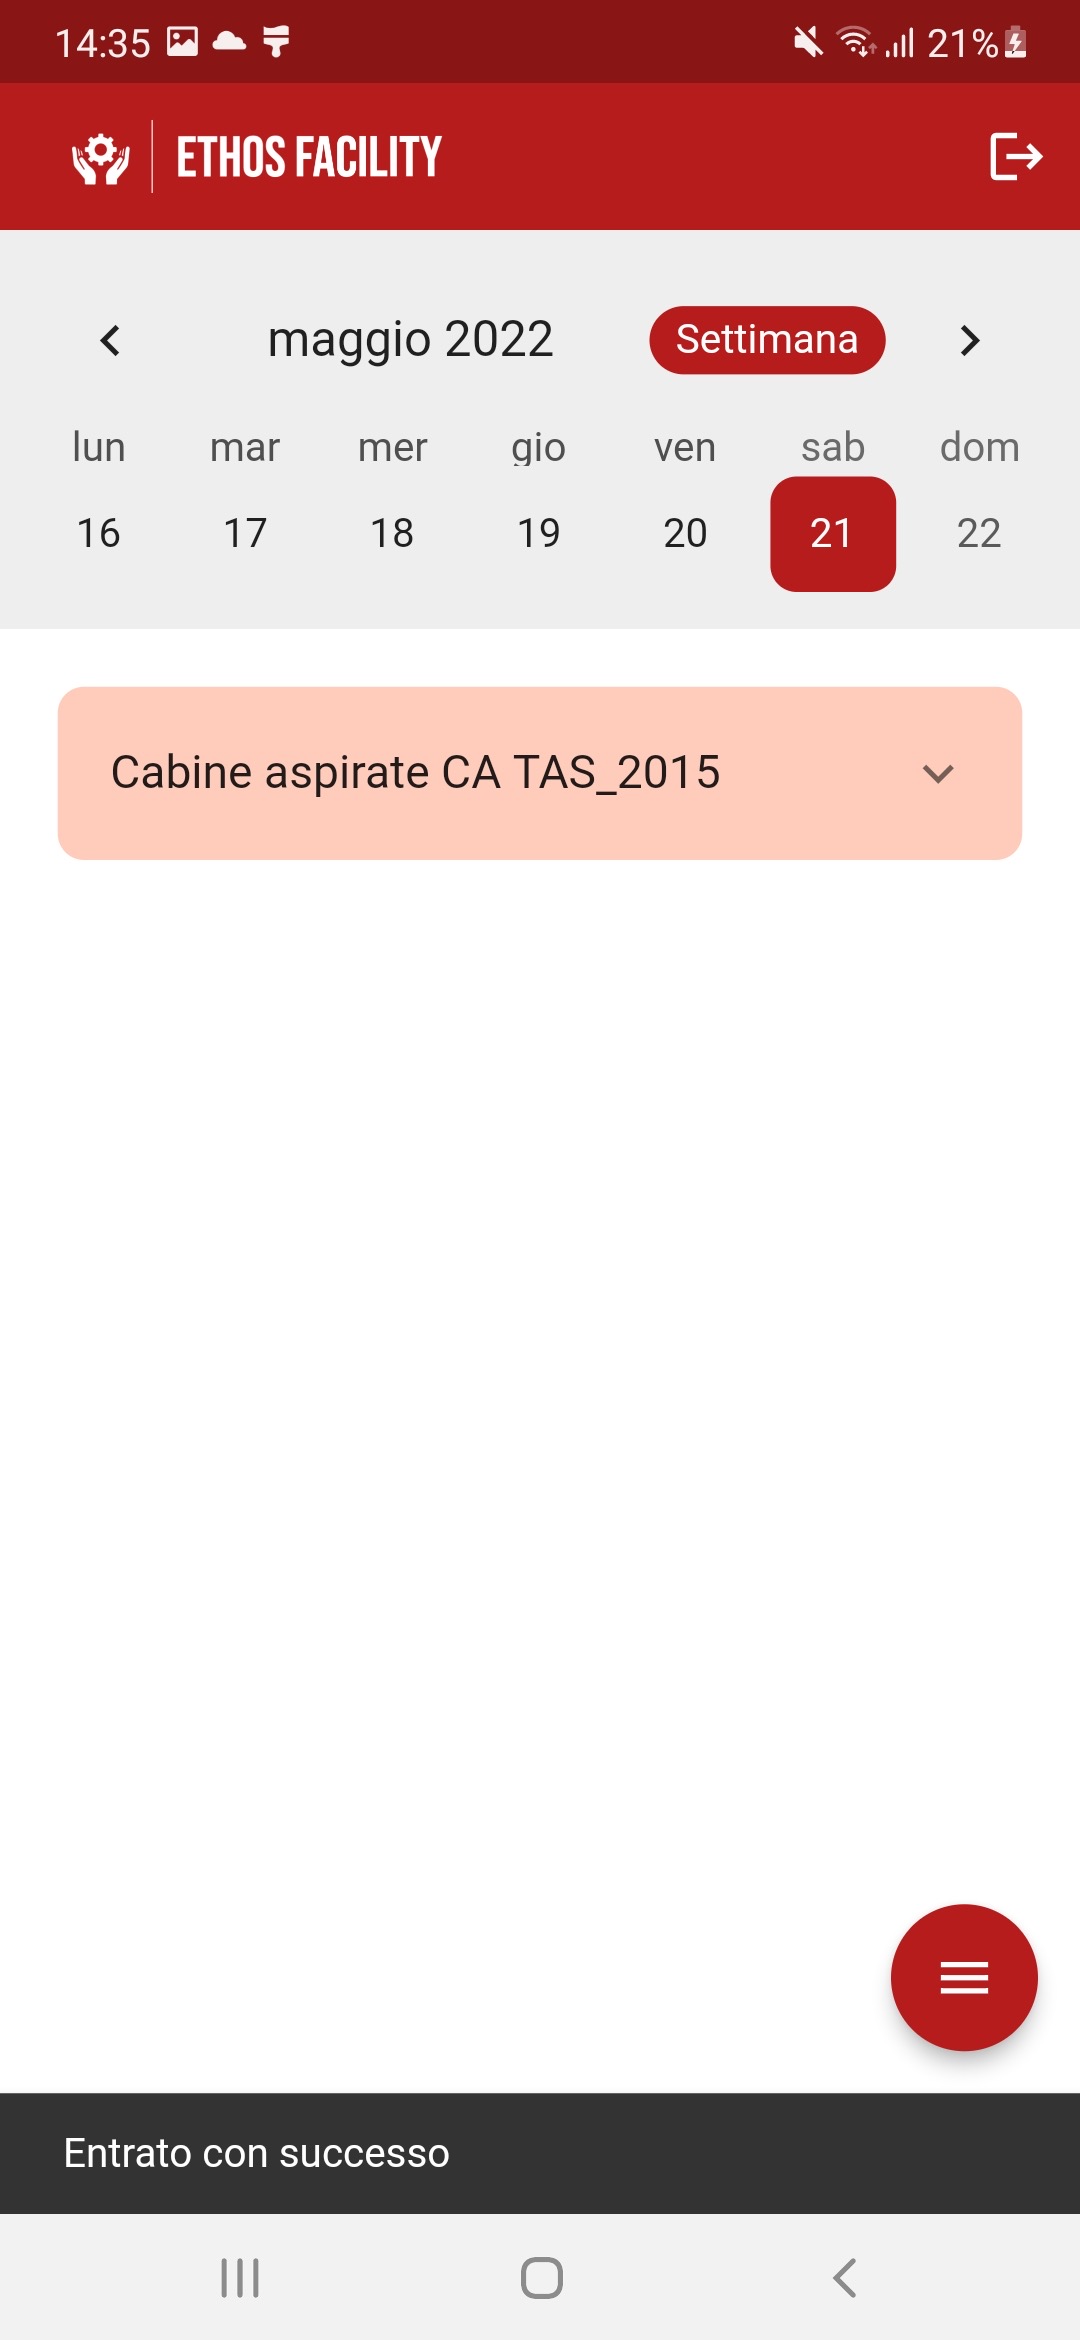 14:35 21%
ETHOS FACILITY
maggio 2022 Settimana
lun mar mer gio ven sab dom
16 17 18 19 20 21 22
Cabine aspirate CA TAS_2015
Entrato con successo